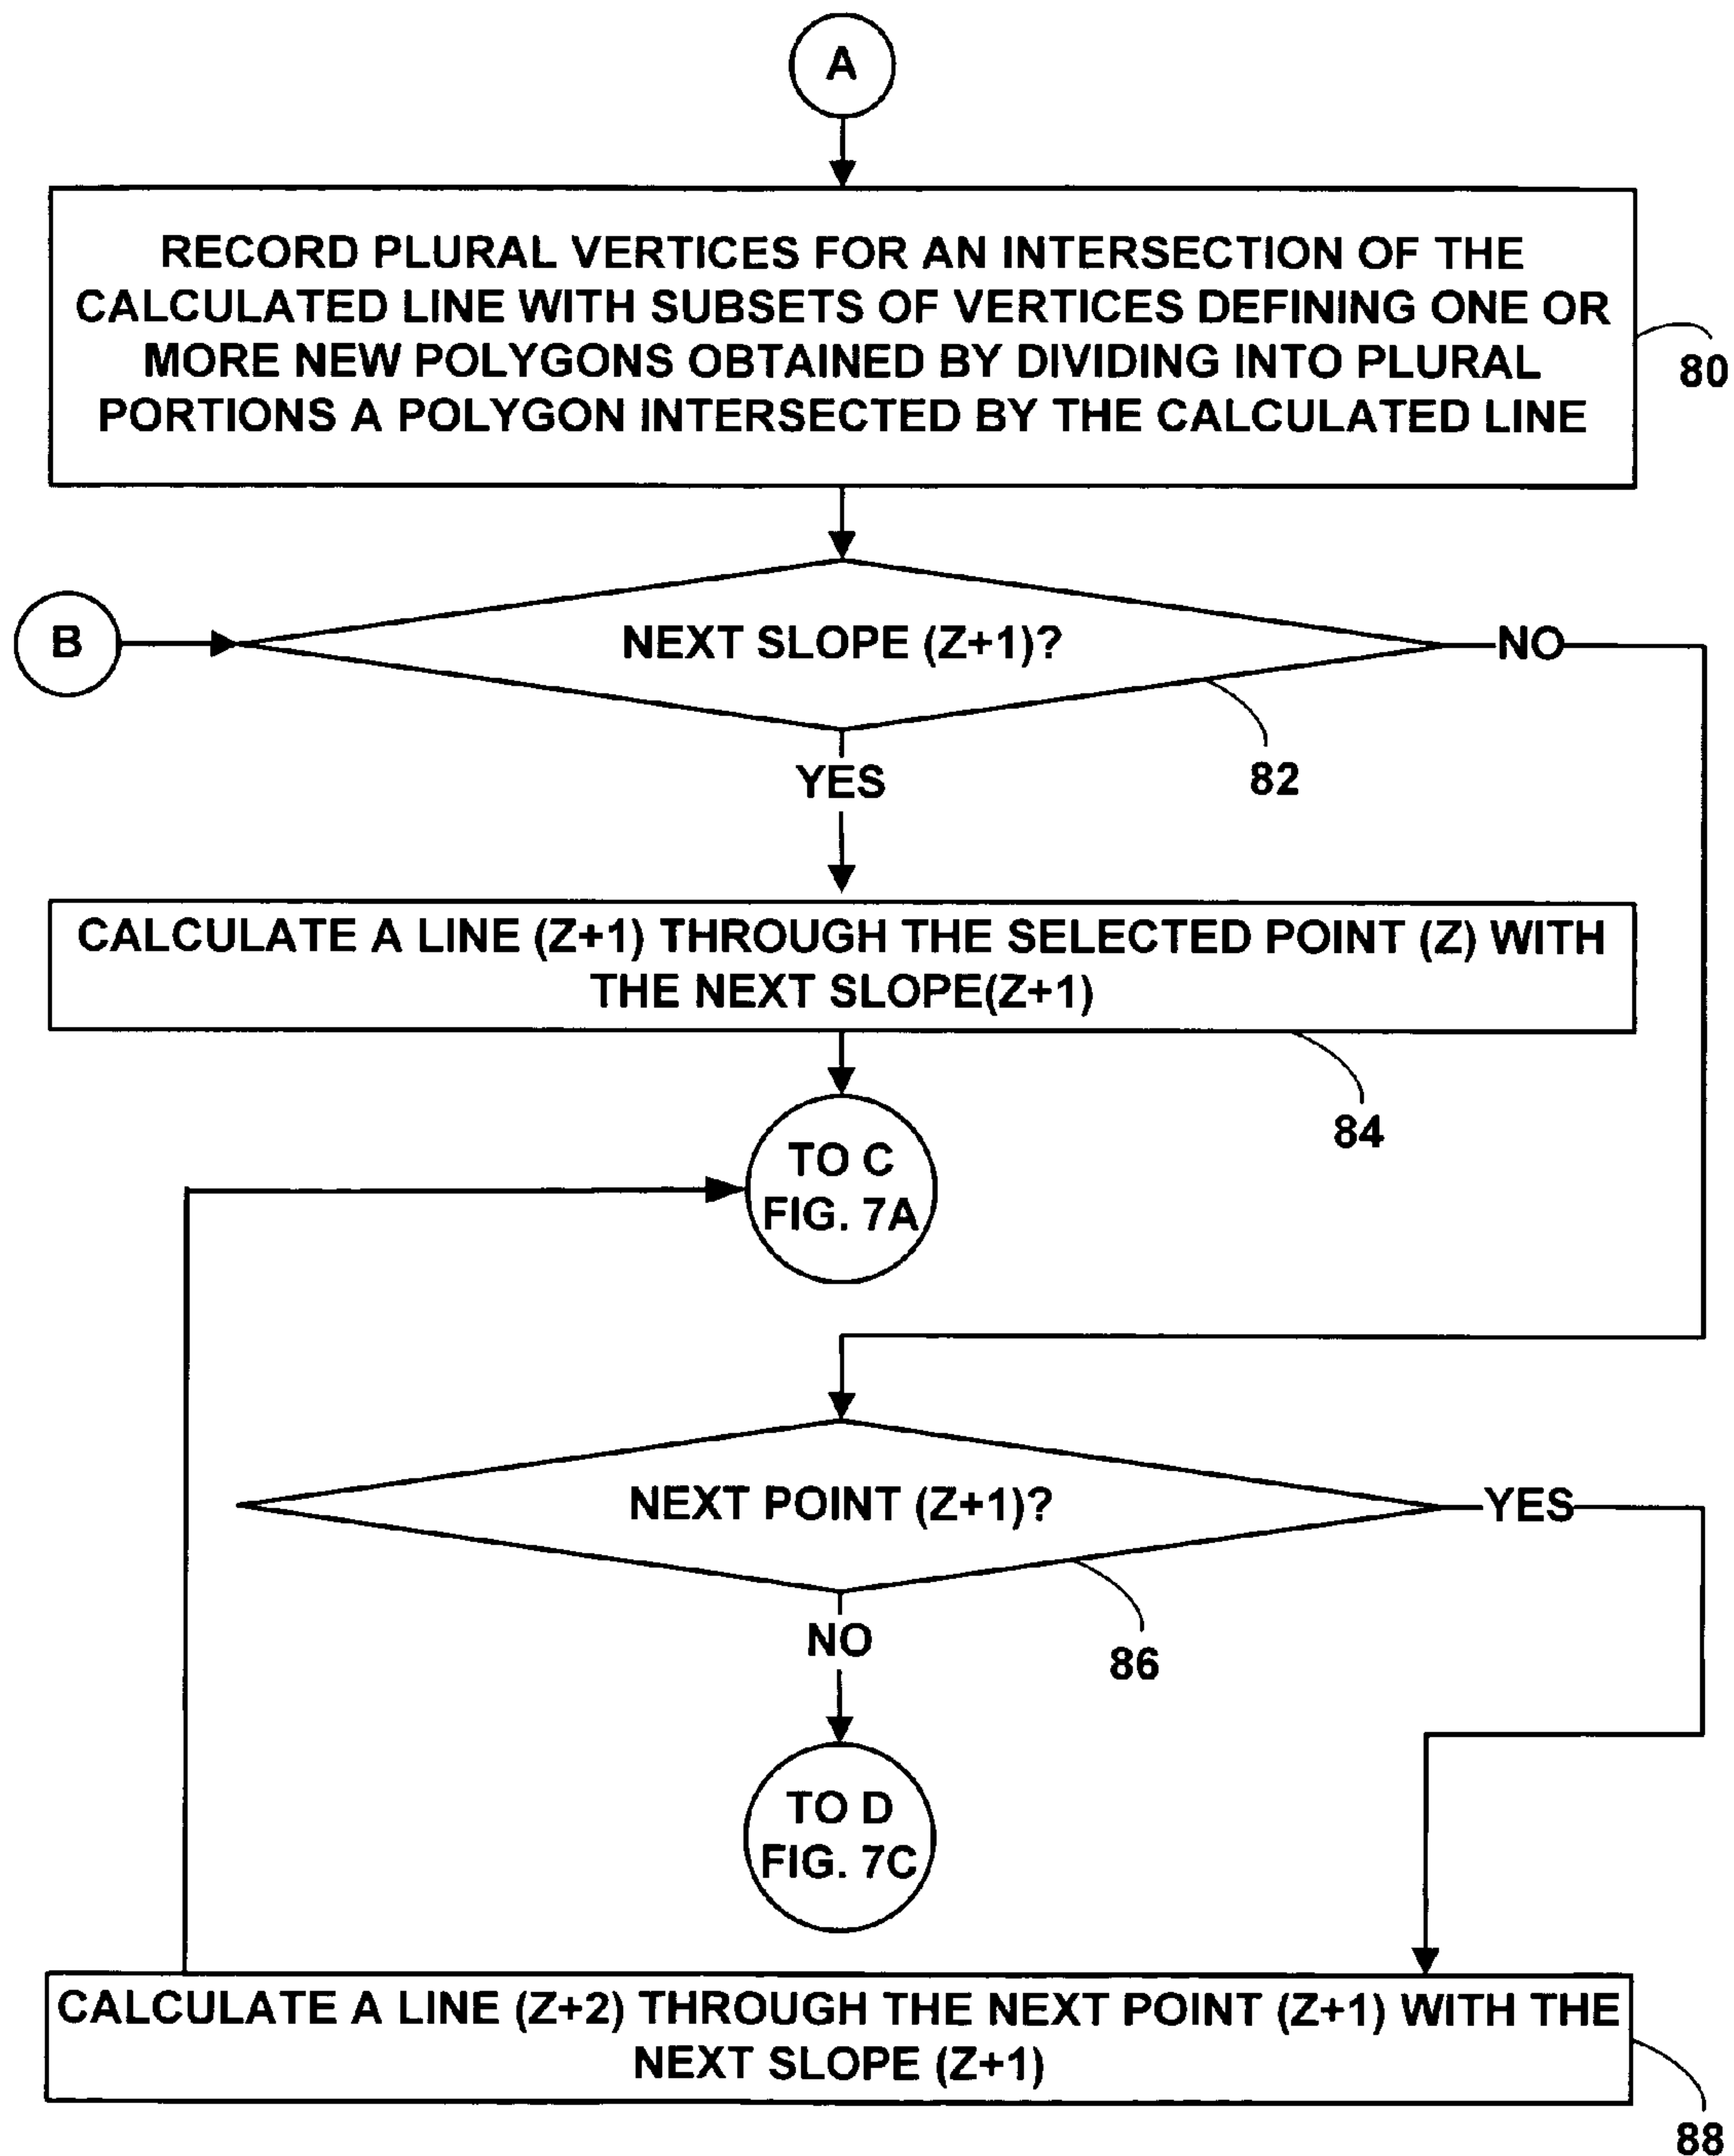 A
RECORD PLURAL VERTICES FOR AN INTERSECTION OF THE
CALCULATED LINE WITH SUBSETS OF VERTICES DEFINING ONE OR
MORE NEW POLYGONS OBTAINED BY DIVIDING INTO PLURAL
PORTIONS A POLYGON INTERSECTED BY THE CALCULATED LINE
80
B
NEXT SLOPE (Z+1)?
NO
82
YES
CALCULATE A LINE (Z+1) THROUGH THE SELECTED POINT (Z) WITH
THE NEXT SLOPE(Z+1)
84
TO C
FIG. 7A
NEXT POINT (Z+1)?
YES
86
NO
TO D
FIG. 7C
CALCULATE A LINE (Z+2) THROUGH THE NEXT POINT (Z+1) WITH THE
NEXT SLOPE (Z+1)
88